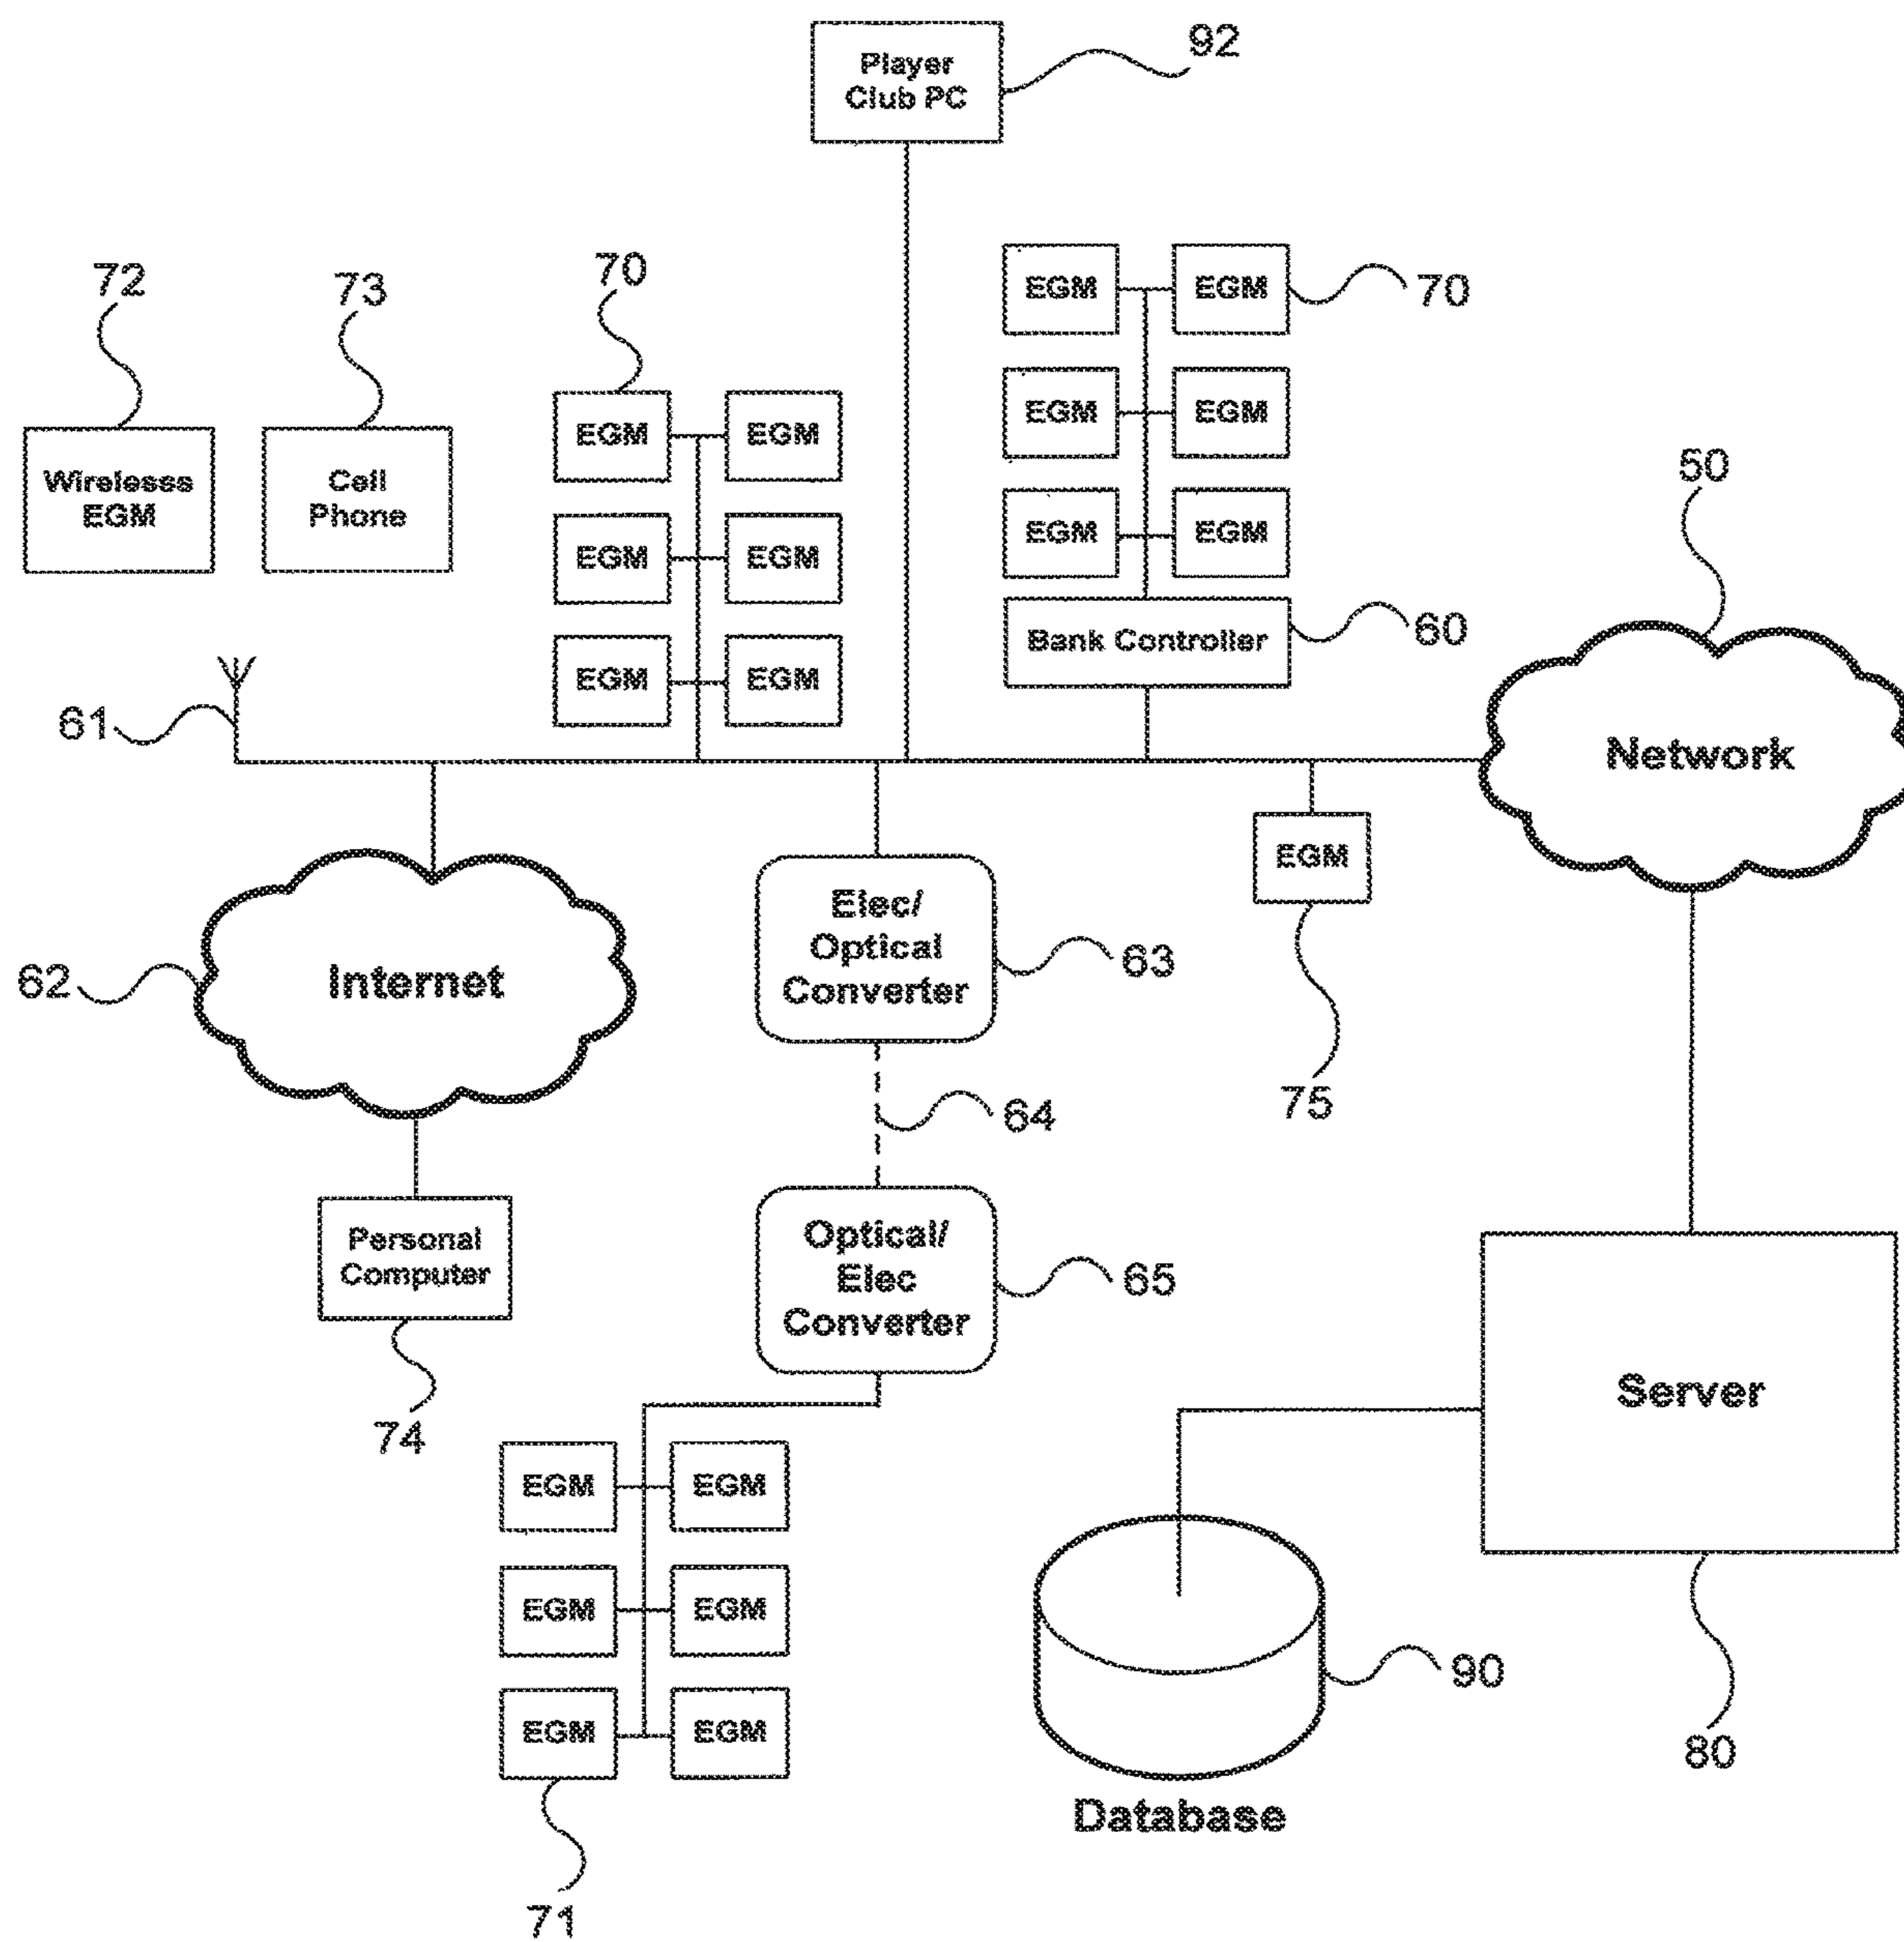 92
Player
Club PC
72
73
70
EGM
EGM
70
EGM
EGM
EGM
EGM
EGM
EGM
Wirelesss
EGM
Cell
Phone
EGM
EGM
EGM
EGM
50
EGM
EGM
Bank Controller
60
61
Network
EGM
75
Elec/
Optical
Converter
63
Internet
62
64
Personal
Computer
74
Optical/
Elec
Converter
65
Server
80
EGM
EGM
EGM
EGM
EGM
EGM
71
90
Database